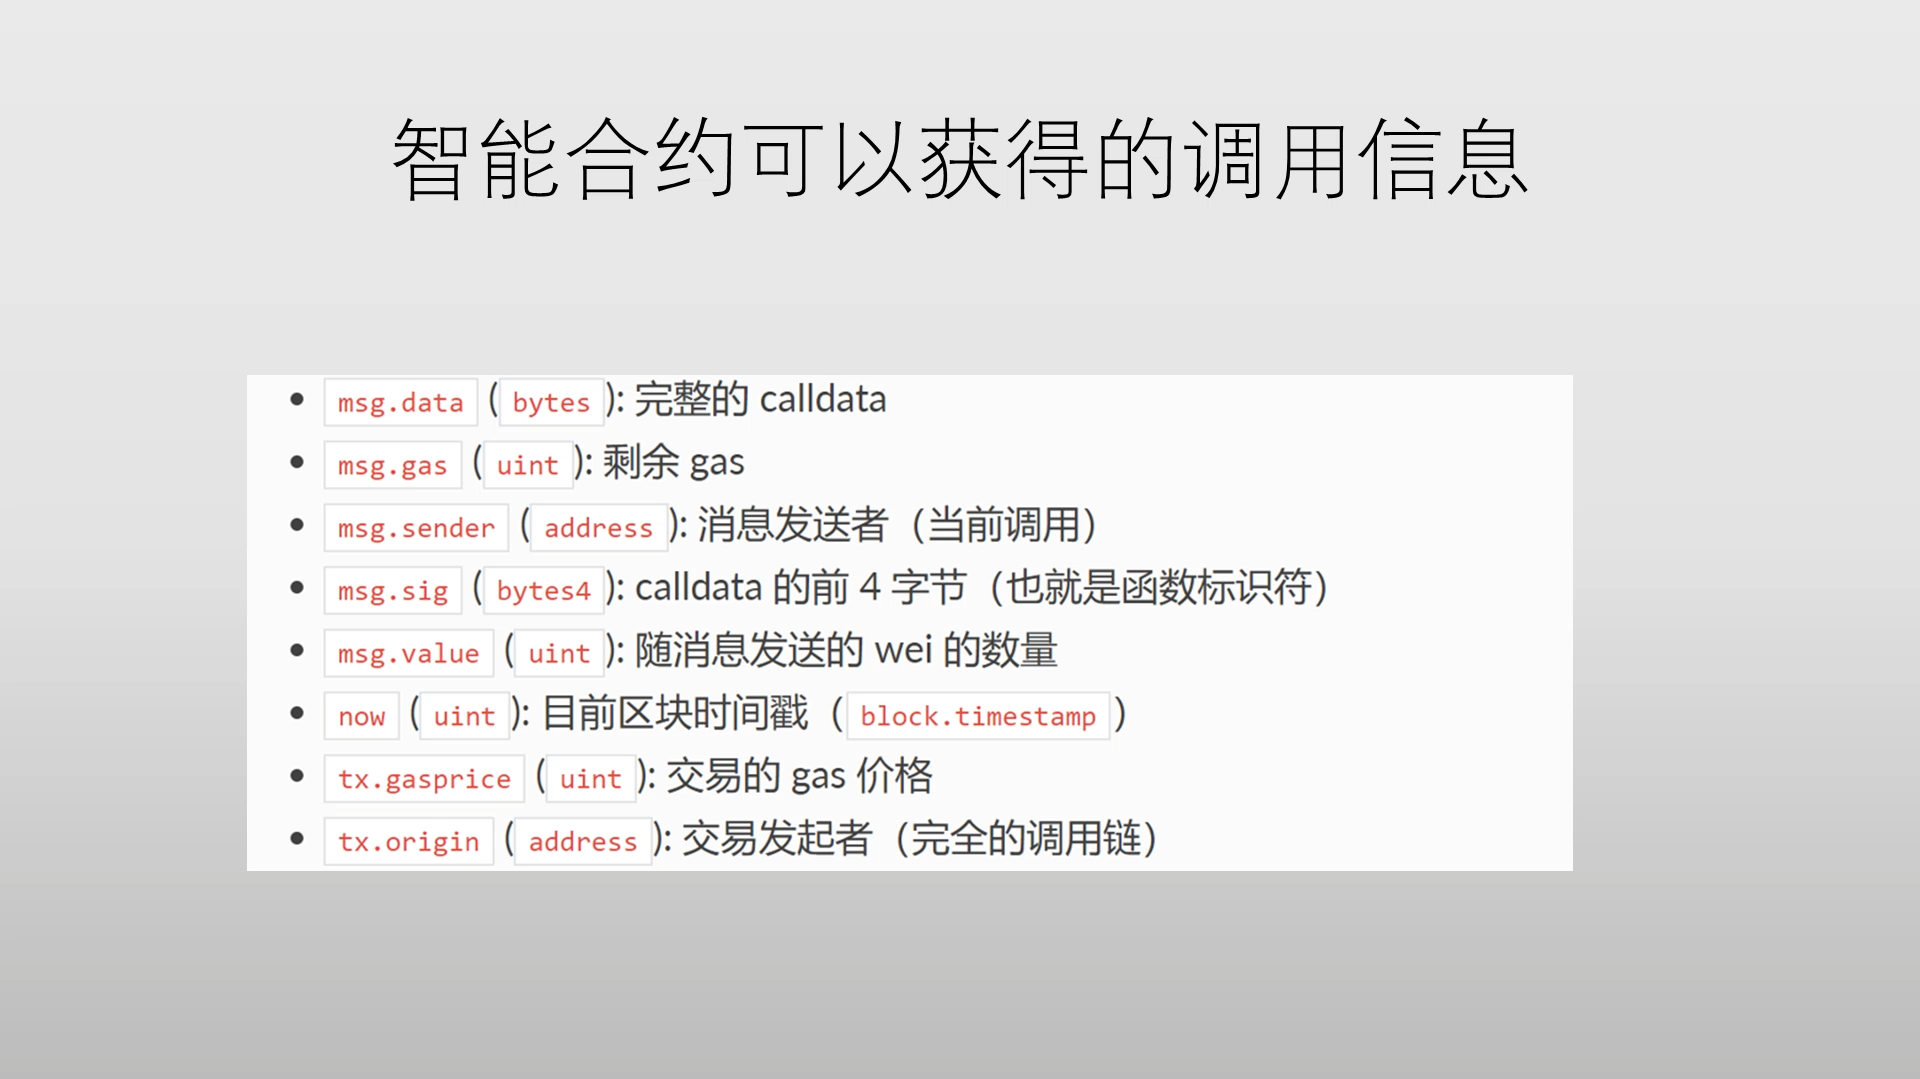 智能合约可以获得的调用信息
• msg.data ( bytes ): 完整的 calldata
• msg.gas ( uint ): 剩余 gas
• msg.sender ( address ): 消息发送者（当前调用）
• msg.sig ( bytes4 ): calldata 的前 4 字节（也就是函数标识符）
• msg.value ( uint ): 随消息发送的 wei 的数量
• now ( uint ): 目前区块时间戳（ block.timestamp ）
• tx.gasprice ( uint ): 交易的 gas 价格
• tx.origin ( address ): 交易发起者（完全的调用链）